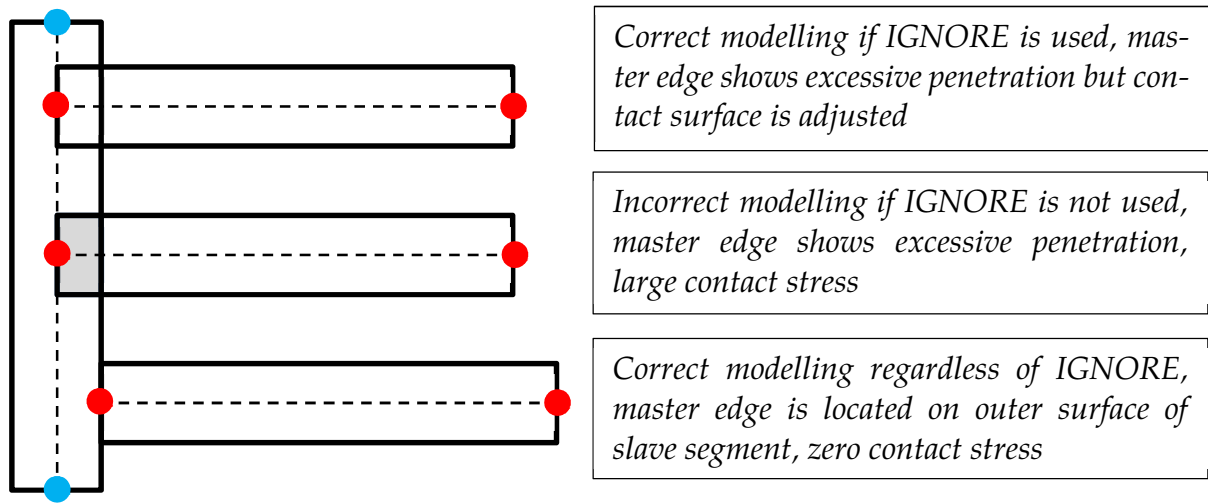 Correct modelling if IGNORE is used, mas-
ter edge shows excessive penetration but con-
tact surface is adjusted
Incorrect modelling if IGNORE is not used,
master edge shows excessive penetration,
large contact stress
Correct modelling regardless of IGNORE,
master edge is located on outer surface of
slave segment, zero contact stress